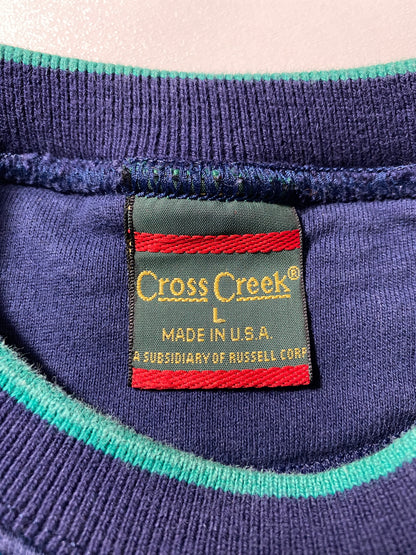 Cross Creek®
L
MADE IN U.S.A.
A SUBSIDIARY OF RUSSELL CORP